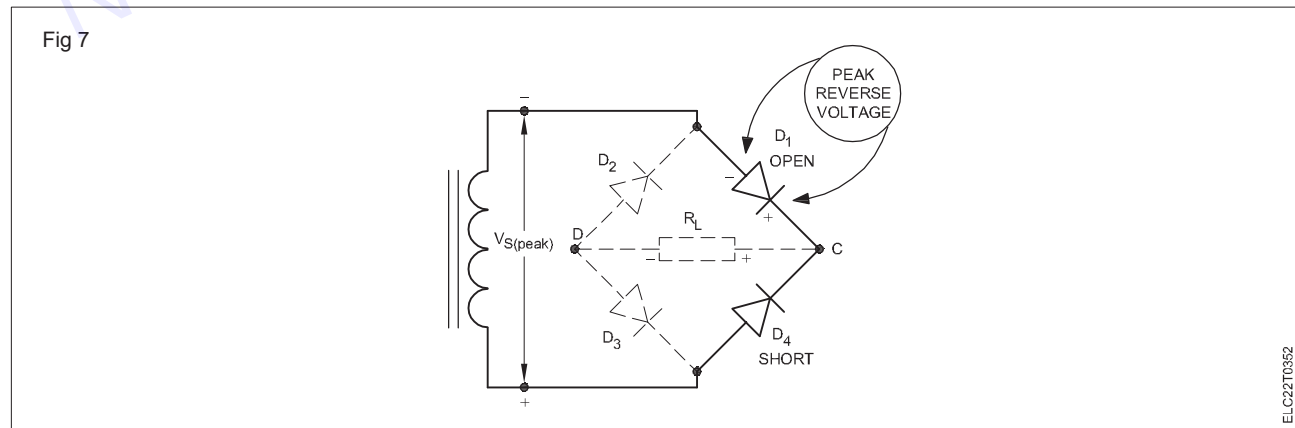 Fig 7
PEAK
REVERSE
VOLTAGE
D1
OPEN
D2
−
−
+
RL
D
VS(peak)
−
+
C
D3
D4
SHORT
+
ELC22T0352